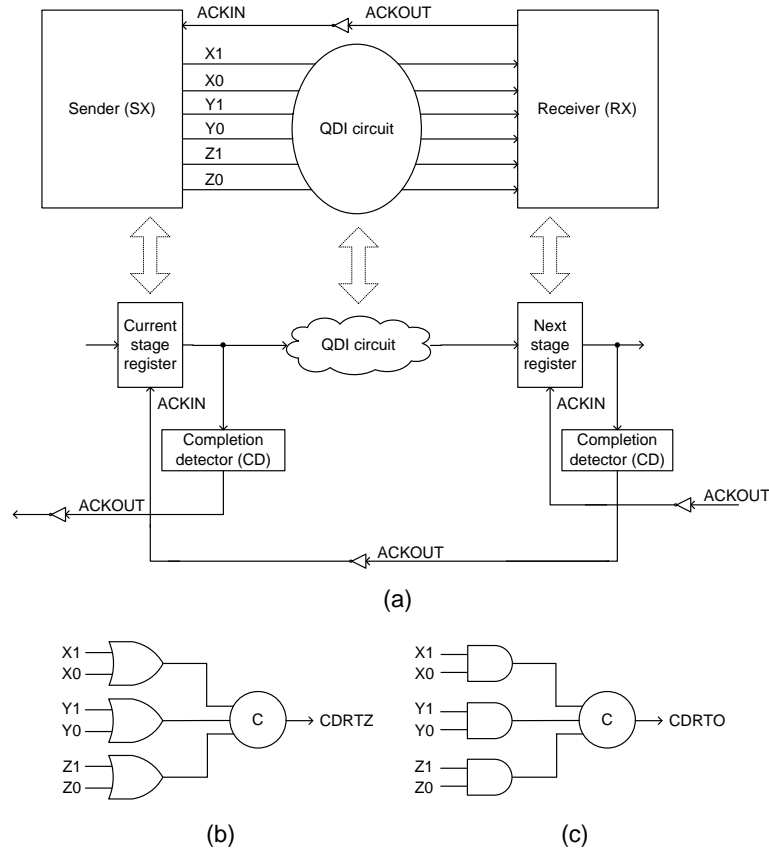 ACKIN
ACKOUT
X1
X0
Y1
Y0
Z1
Z0
Sender (SX)
QDI circuit
Receiver (RX)
Current
stage
register
QDI circuit
Next
stage
register
ACKIN
ACKIN
Completion
detector (CD)
Completion
detector (CD)
ACKOUT
ACKOUT
ACKOUT
(a)
X1
X0
Y1
Y0
Z1
Z0
C
CDRTZ
(b)
X1
X0
Y1
Y0
Z1
Z0
C
CDRTO
(c)